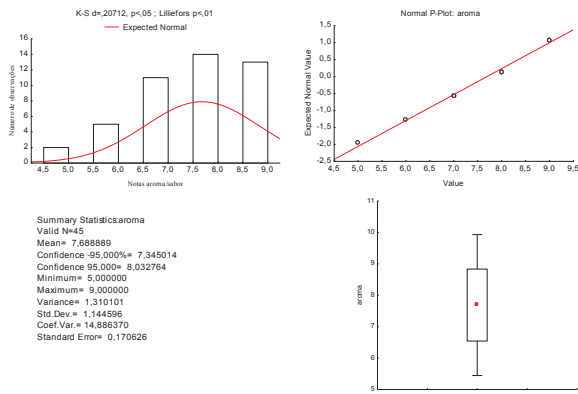 K-S d=,20712, p<,05 ; Lilliefors p<,01
Expected Normal
16
14
12
10
8
6
4
2
0
Número de observações
4,5 5,0 5,5 6,0 6,5 7,0 7,5 8,0 8,5 9,0
Notas aroma/sabor
Normal P-Plot: aroma
1,5
1,0
0,5
0,0
-0,5
-1,0
-1,5
-2,0
-2,5
Expected Normal Value
4,5 5,0 5,5 6,0 6,5 7,0 7,5 8,0 8,5 9,0 9,5
Value
Summary Statistics:aroma
Valid N=45
Mean= 7,688889
Confidence -95,000%= 7,345014
Confidence 95,000= 8,032764
Minimum= 5,000000
Maximum= 9,000000
Variance= 1,310101
Std.Dev.= 1,144596
Coef.Var.= 14,886370
Standard Error= 0,170626
11
10
9
8
7
6
5
aroma